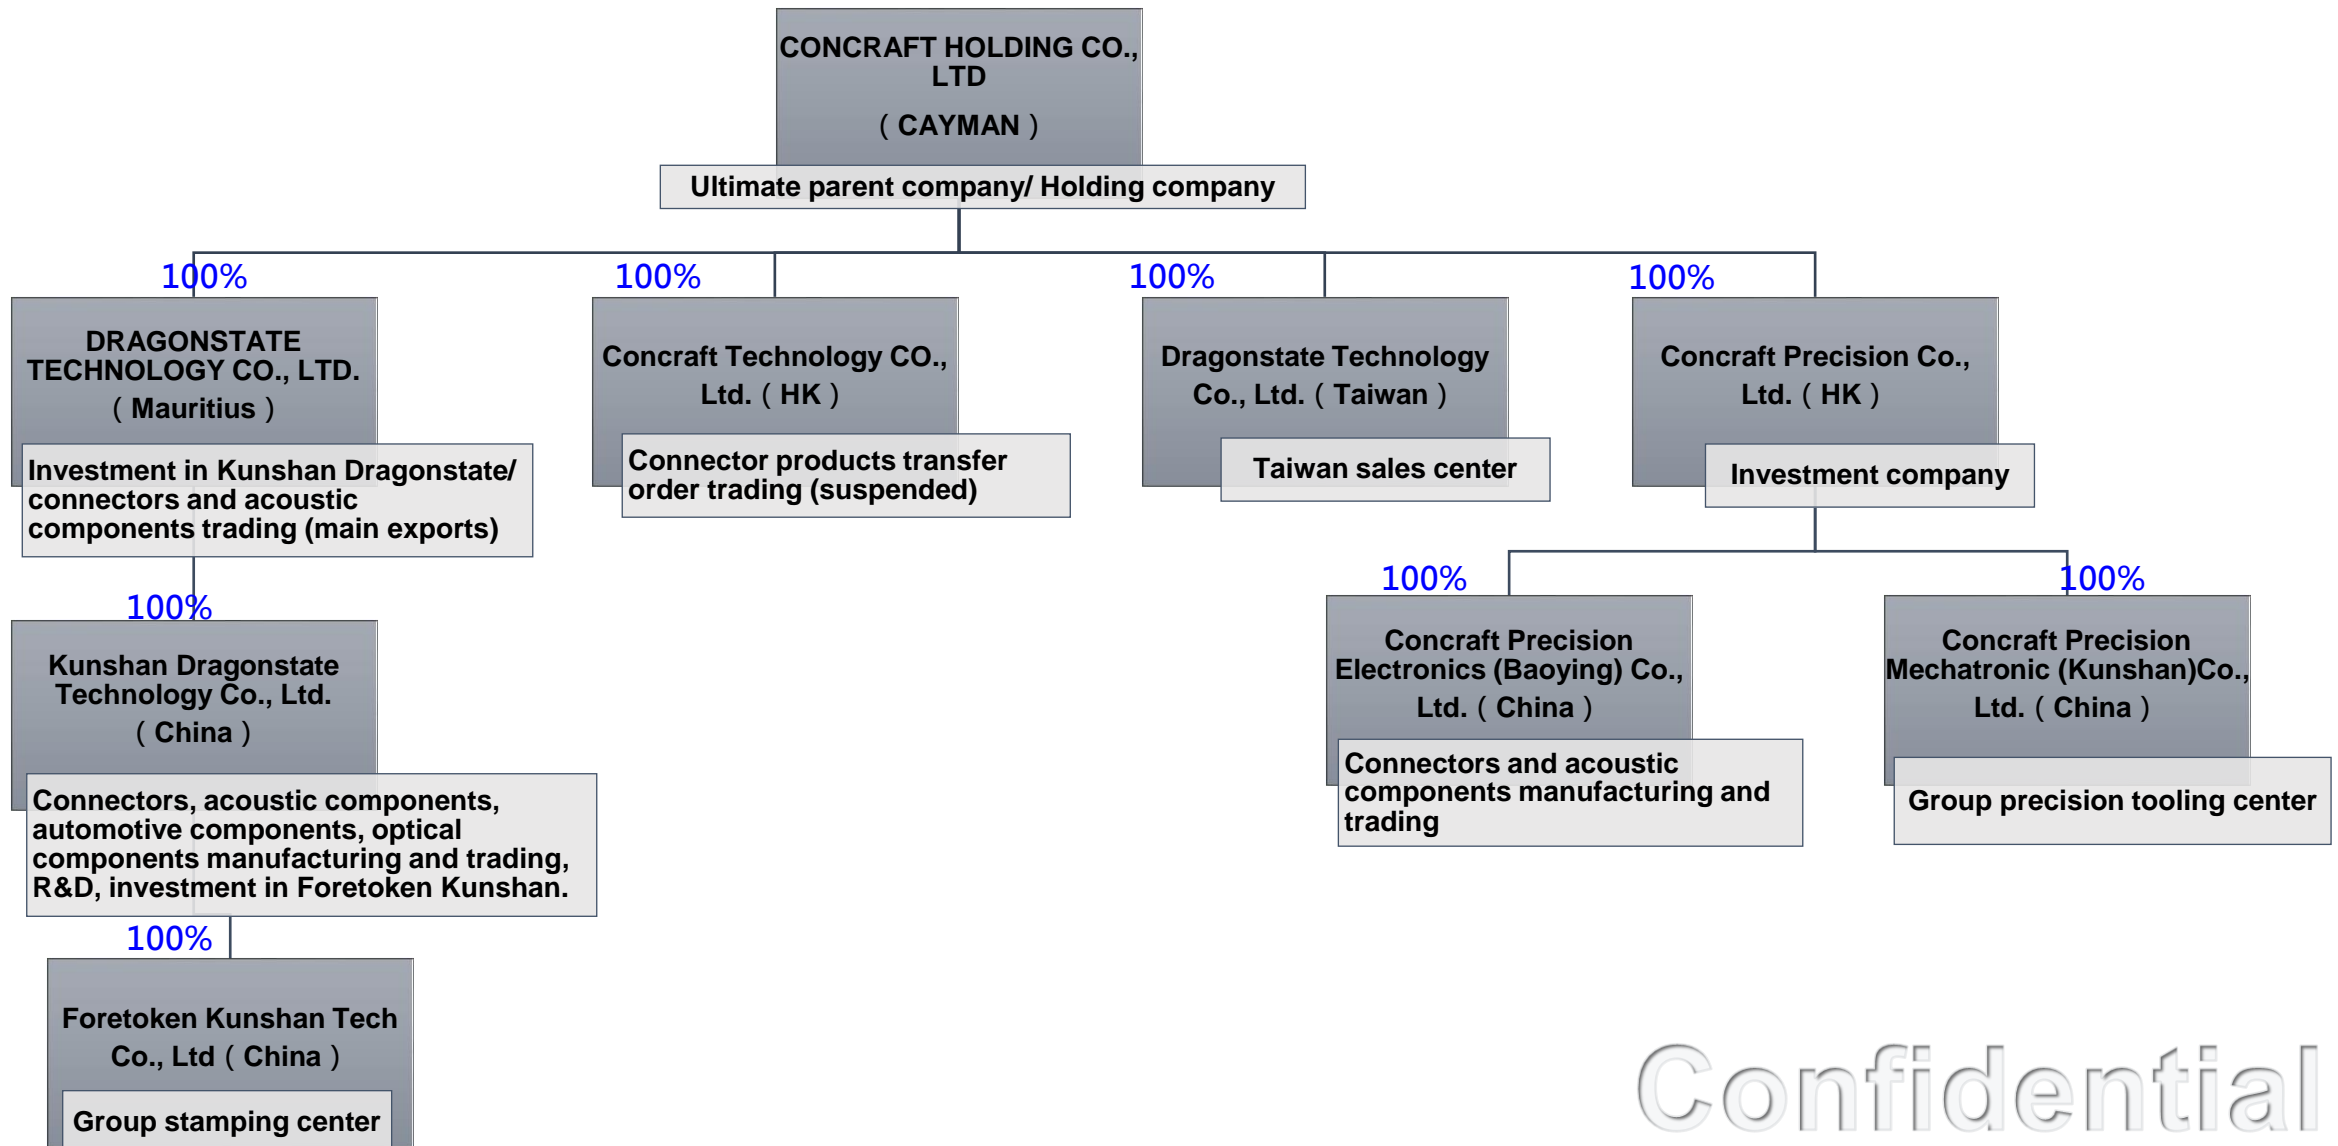 CONCRAFT HOLDING CO.,
LTD
( CAYMAN )
Ultimate parent company/ Holding company
100%
100%
100%
100%
DRAGONSTATE
TECHNOLOGY CO., LTD.
( Mauritius )
Investment in Kunshan Dragonstate/
connectors and acoustic
components trading (main exports)
Concraft Technology CO.,
Ltd. ( HK )
Connector products transfer
order trading (suspended)
Dragonstate Technology
Co., Ltd. ( Taiwan )
Taiwan sales center
Concraft Precision Co.,
Ltd. ( HK )
Investment company
100%
Kunshan Dragonstate
Technology Co., Ltd.
( China )
Connectors, acoustic components,
automotive components, optical
components manufacturing and trading,
R&D, investment in Foretoken Kunshan.
100%
Concraft Precision
Electronics (Baoying) Co.,
Ltd. ( China )
Connectors and acoustic
components manufacturing and
trading
100%
Concraft Precision
Mechatronic (Kunshan)Co.,
Ltd. ( China )
Group precision tooling center
100%
Foretoken Kunshan Tech
Co., Ltd ( China )
Group stamping center
Confidential